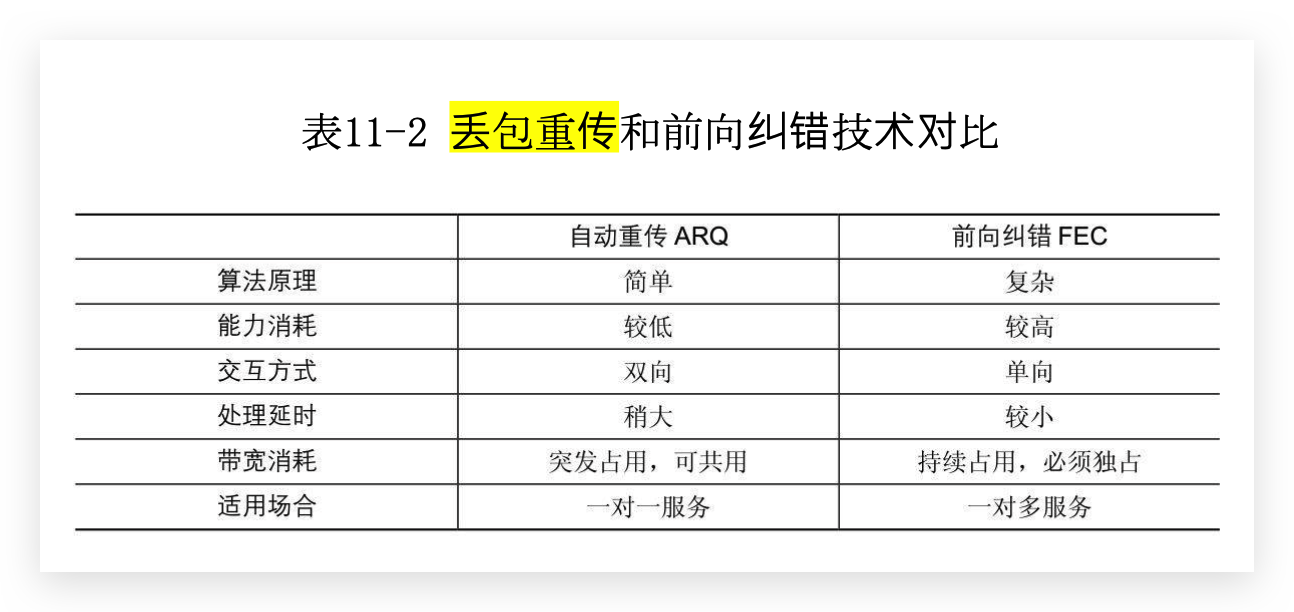 表11-2 丢包重传和前向纠错技术对比
自动重传 ARQ 前向纠错 FEC
算法原理 简单 复杂
能力消耗 较低 较高
交互方式 双向 单向
处理延时 稍大 较小
带宽消耗 突发占用，可共用 持续占用，必须独占
适用场合 一对一服务 一对多服务